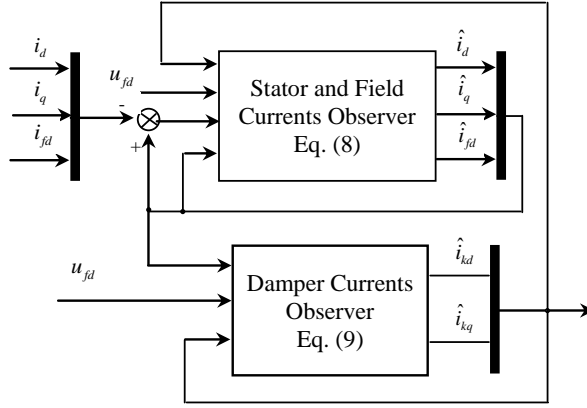 i_d
i_q
i_fd
u_fd
-
+
Stator and Field
Currents Observer
Eq. (8)
î_d
î_q
î_fd
u_fd
Damper Currents
Observer
Eq. (9)
î_kd
î_kq